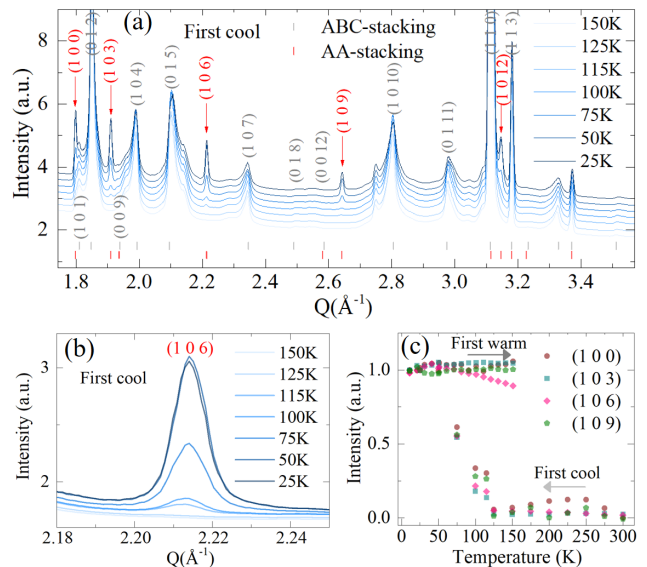 (a)
First cool
ABC-stacking
AA-stacking
150K
125K
115K
100K
75K
50K
25K
(1 0 0)
(0 1 2)
(1 0 3)
(1 0 4)
(0 1 5)
(1 0 6)
(1 0 7)
(0 1 8)
(0 0 12)
(1 0 9)
(1 0 10)
(0 1 11)
(1 1 0)
(1 0 12)
(1 1 3)
(1 0 1)
(0 0 9)
Intensity (a.u.)
8
6
4
2
1.8 2.0 2.2 2.4 2.6 2.8 3.0 3.2 3.4
Q(Å⁻¹)
(b)
(1 0 6)
First cool
150K
125K
115K
100K
75K
50K
25K
Intensity (a.u.)
3
2
2.18 2.20 2.22 2.24
Q(Å⁻¹)
(c)
First warm
(1 0 0)
(1 0 3)
(1 0 6)
(1 0 9)
First cool
Intensity (a.u.)
1.0
0.5
0.0
0 50 100 150 200 250 300
Temperature (K)